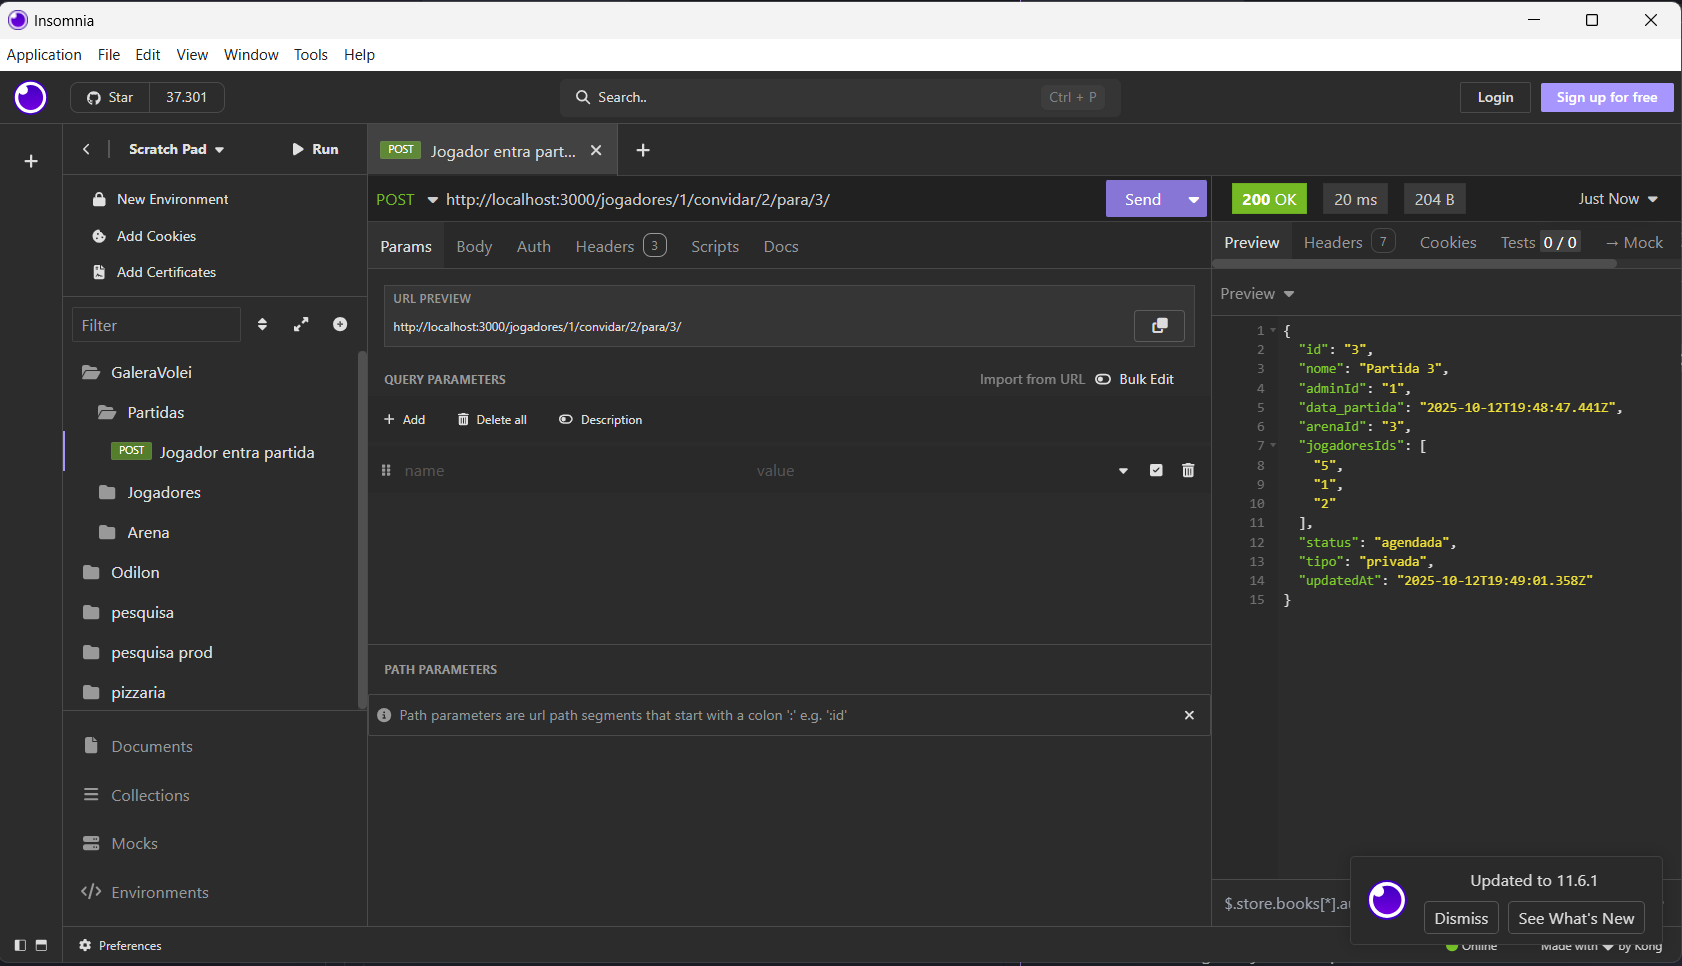 Insomnia
Application File Edit View Window Tools Help
Star 37.301
Search.. Ctrl + P
Login Sign up for free
Scratch Pad Run
POST Jogador entra part...
New Environment
Add Cookies
Add Certificates
Filter
GaleraVolei
Partidas
POST Jogador entra partida
Jogadores
Arena
Odilon
pesquisa
pesquisa prod
pizzaria
Documents
Collections
Mocks
Environments
Preferences
POST http://localhost:3000/jogadores/1/convidar/2/para/3/ Send
Params Body Auth Headers 3 Scripts Docs
URL PREVIEW
http://localhost:3000/jogadores/1/convidar/2/para/3/
QUERY PARAMETERS Import from URL Bulk Edit
Add Delete all Description
name value
PATH PARAMETERS
Path parameters are url path segments that start with a colon ':' e.g. ':id'
200 OK 20 ms 204 B Just Now
Preview Headers 7 Cookies Tests 0 / 0 → Mock
Preview
1 {
2 "id": "3",
3 "nome": "Partida 3",
4 "adminId": "1",
5 "data_partida": "2025-10-12T19:48:47.441Z",
6 "arenaId": "3",
7 "jogadoresIds": [
8 "5",
9 "1",
10 "2"
11 ],
12 "status": "agendada",
13 "tipo": "privada",
14 "updatedAt": "2025-10-12T19:49:01.358Z"
15 }
$.store.books[*].au
Updated to 11.6.1
Dismiss See What's New
Online Made with by Kong